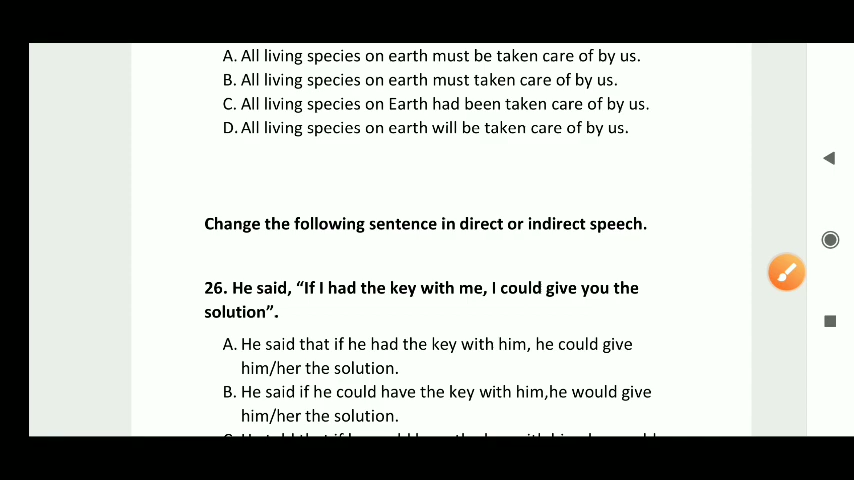 A. All living species on earth must be taken care of by us.
B. All living species on earth must taken care of by us.
C. All living species on Earth had been taken care of by us.
D. All living species on earth will be taken care of by us.
Change the following sentence in direct or indirect speech.
26. He said, “If I had the key with me, I could give you the
solution”.
A. He said that if he had the key with him, he could give
him/her the solution.
B. He said if he could have the key with him,he would give
him/her the solution.